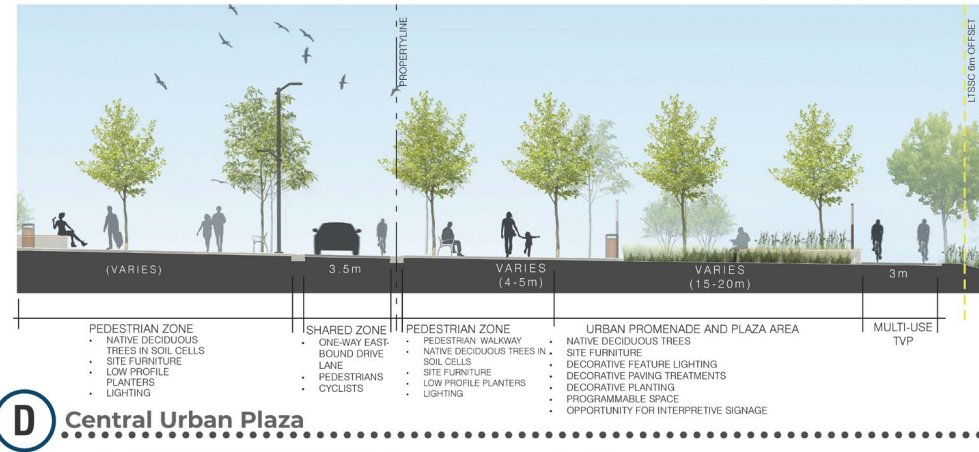 PROPERTYLINE
LTSSC 6m OFFSET
(VARIES)
3.5m
VARIES
(4-5m)
VARIES
(15-20m)
3m
PEDESTRIAN ZONE
• NATIVE DECIDUOUS
TREES IN SOIL CELLS
• SITE FURNITURE
• LOW PROFILE
PLANTERS
• LIGHTING
SHARED ZONE
• ONE-WAY EAST-
BOUND DRIVE
LANE
• PEDESTRIANS
• CYCLISTS
PEDESTRIAN ZONE
• PEDESTRIAN WALKWAY
• NATIVE DECIDUOUS TREES IN
SOIL CELLS
• SITE FURNITURE
• LOW PROFILE PLANTERS
• LIGHTING
URBAN PROMENADE AND PLAZA AREA
• NATIVE DECIDUOUS TREES
• SITE FURNITURE
• DECORATIVE FEATURE LIGHTING
• DECORATIVE PAVING TREATMENTS
• DECORATIVE PLANTING
• PROGRAMMABLE SPACE
• OPPORTUNITY FOR INTERPRETIVE SIGNAGE
MULTI-USE
TVP
D
Central Urban Plaza